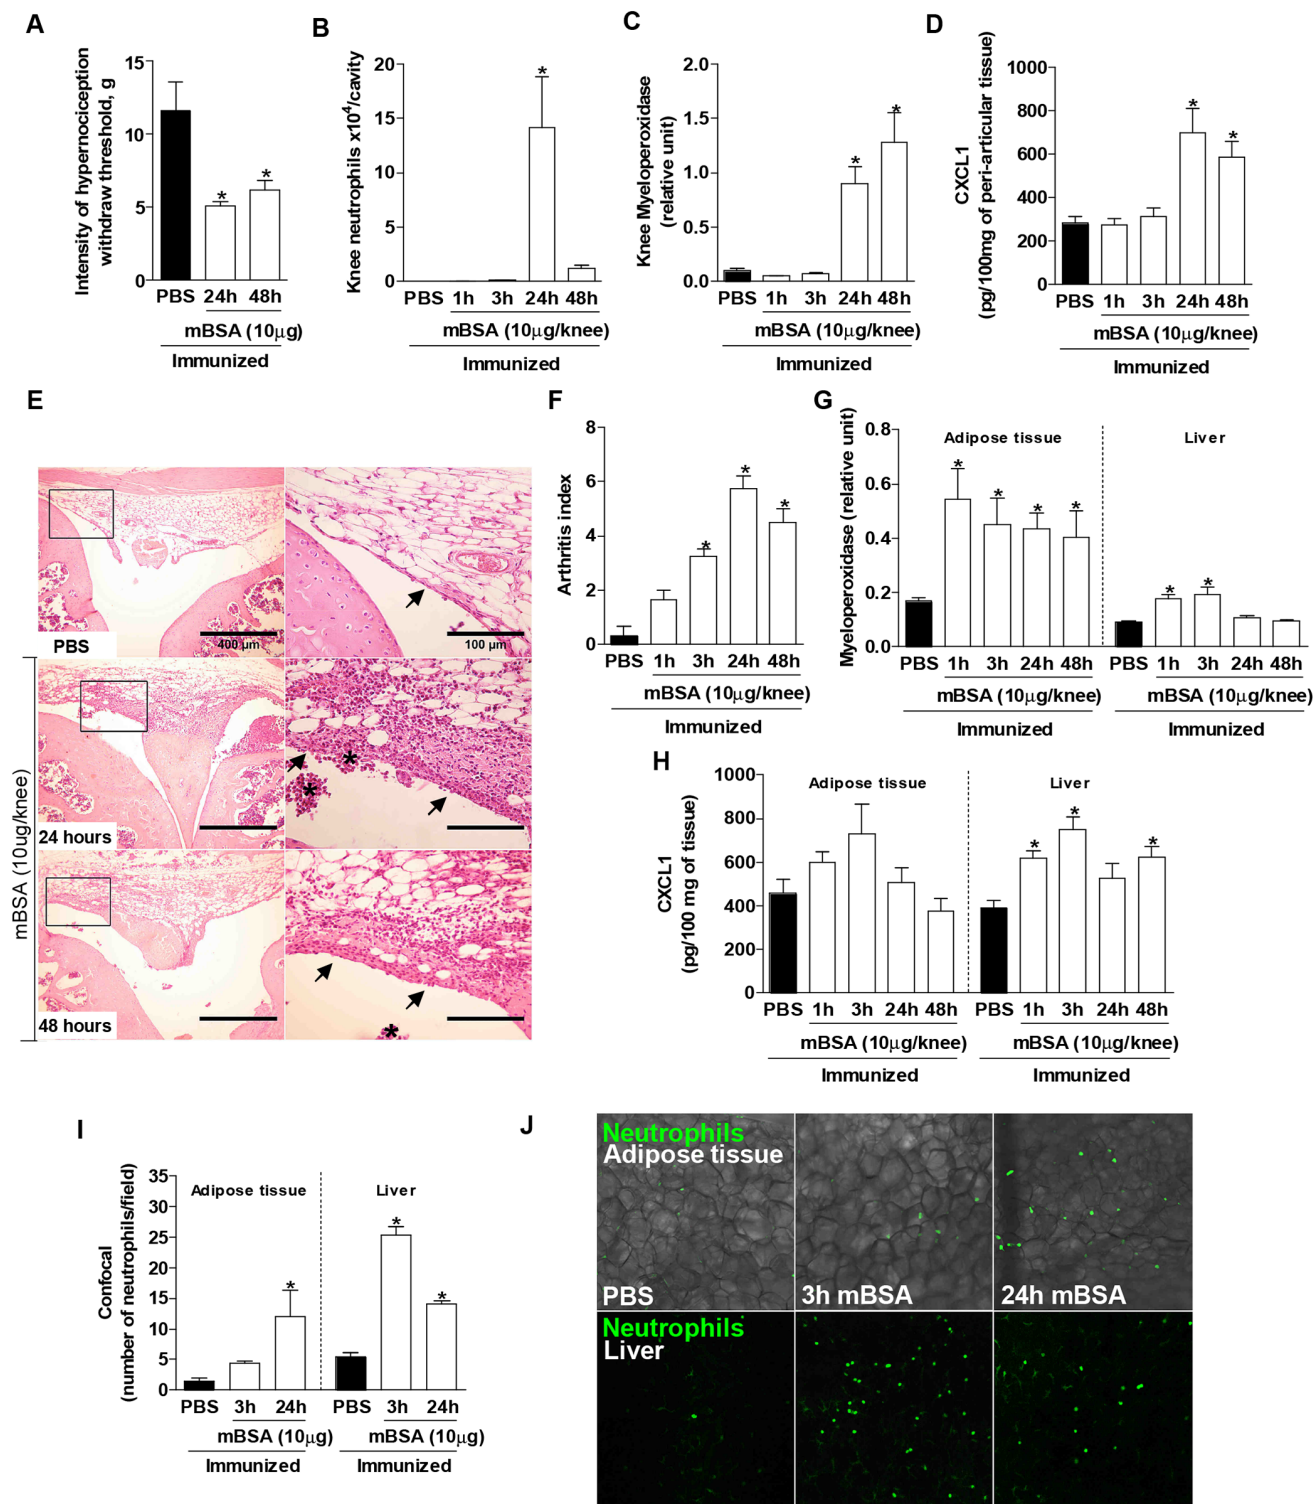 A
Intensity of hypernociception
withdraw threshold, g
15
10
5
0
PBS 24h 48h
* *
mBSA (10µg)
Immunized
B
Knee neutrophils x10⁴/cavity
20
15
10
5
0
*
PBS 1h 3h 24h 48h
mBSA (10µg/knee)
Immunized
C
Knee Myeloperoxidase
(relative unit)
2.0
1.5
1.0
0.5
0.0
* *
PBS 1h 3h 24h 48h
mBSA (10µg/knee)
Immunized
D
CXCL1
(pg/100mg of peri-articular tissue)
1000
800
600
400
200
0
* *
PBS 1h 3h 24h 48h
mBSA (10µg/knee)
Immunized
E
PBS
400 µm
100 µm
mBSA (10ug/knee)
24 hours
* *
48 hours
*
F
Arthritis index
8
6
4
2
0
* * *
PBS 1h 3h 24h 48h
mBSA (10µg/knee)
Immunized
G
Myeloperoxidase (relative unit)
0.8
0.6
0.4
0.2
0.0
Adipose tissue Liver
* * * * * *
PBS 1h 3h 24h 48h PBS 1h 3h 24h 48h
mBSA (10µg/knee) mBSA (10µg/knee)
Immunized Immunized
H
CXCL1
(pg/100 mg of tissue)
1000
800
600
400
200
0
Adipose tissue Liver
* * *
PBS 1h 3h 24h 48h PBS 1h 3h 24h 48h
mBSA (10µg/knee) mBSA (10µg/knee)
Immunized Immunized
I
Confocal
(number of neutrophils/field)
35
30
25
20
15
10
5
0
Adipose tissue Liver
* * *
PBS 3h 24h PBS 3h 24h
mBSA (10µg) mBSA (10µg)
Immunized Immunized
J
Neutrophils
Adipose tissue
PBS 3h mBSA 24h mBSA
Neutrophils
Liver